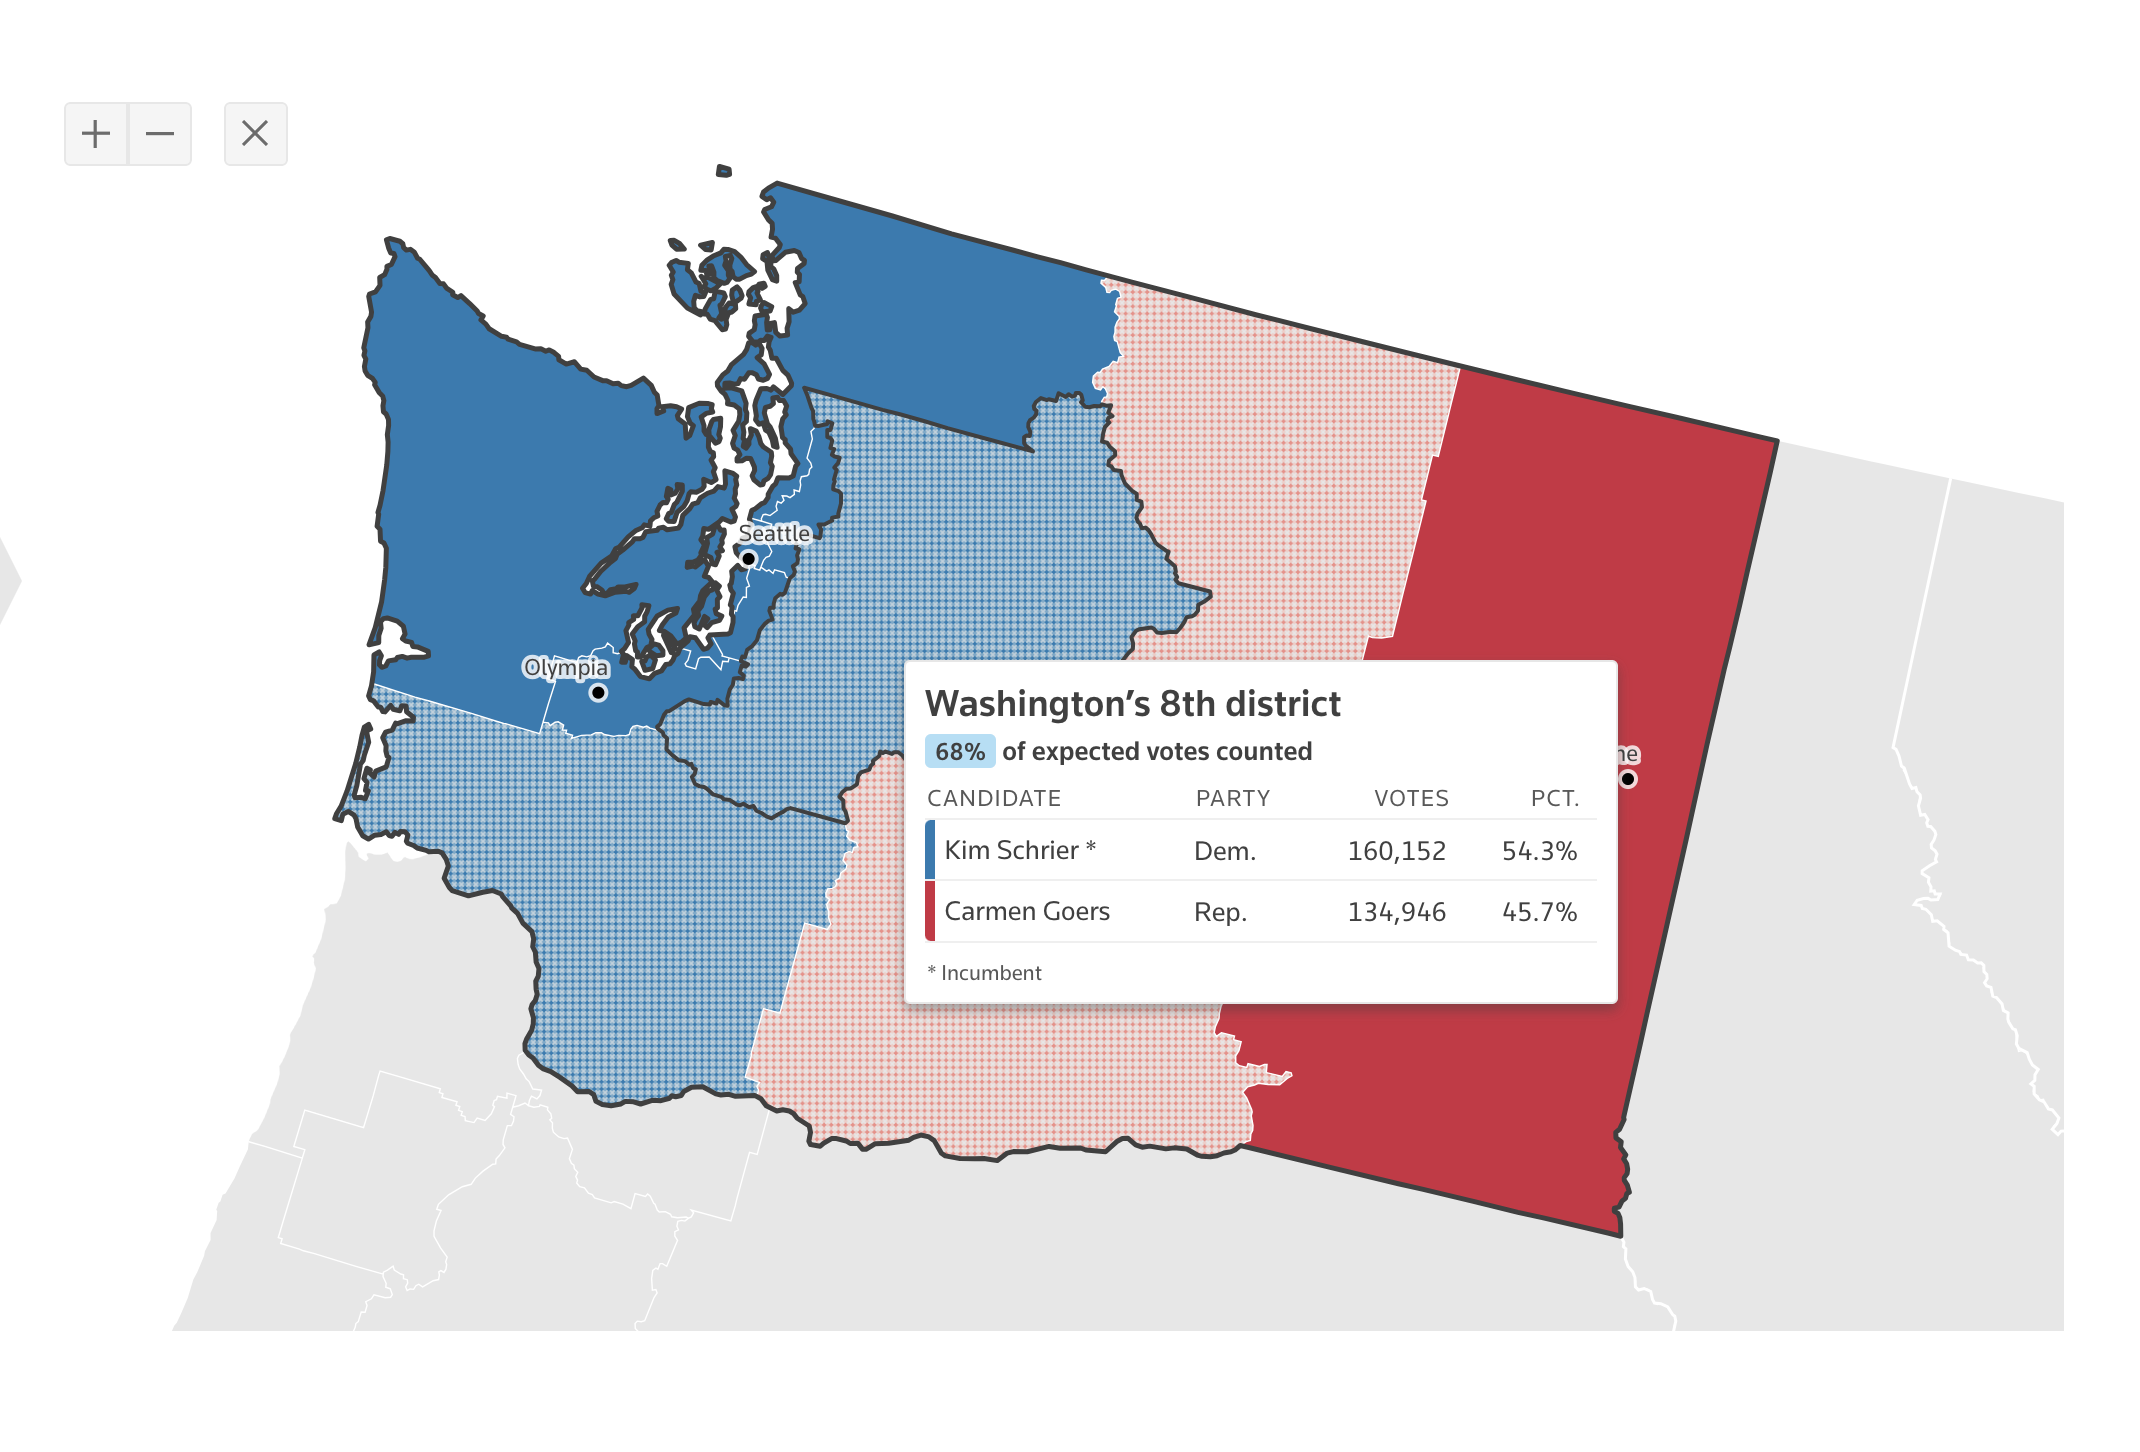 Seattle
Olympia
Washington’s 8th district
68% of expected votes counted
CANDIDATE PARTY VOTES PCT.
Kim Schrier * Dem. 160,152 54.3%
Carmen Goers Rep. 134,946 45.7%
* Incumbent
ne